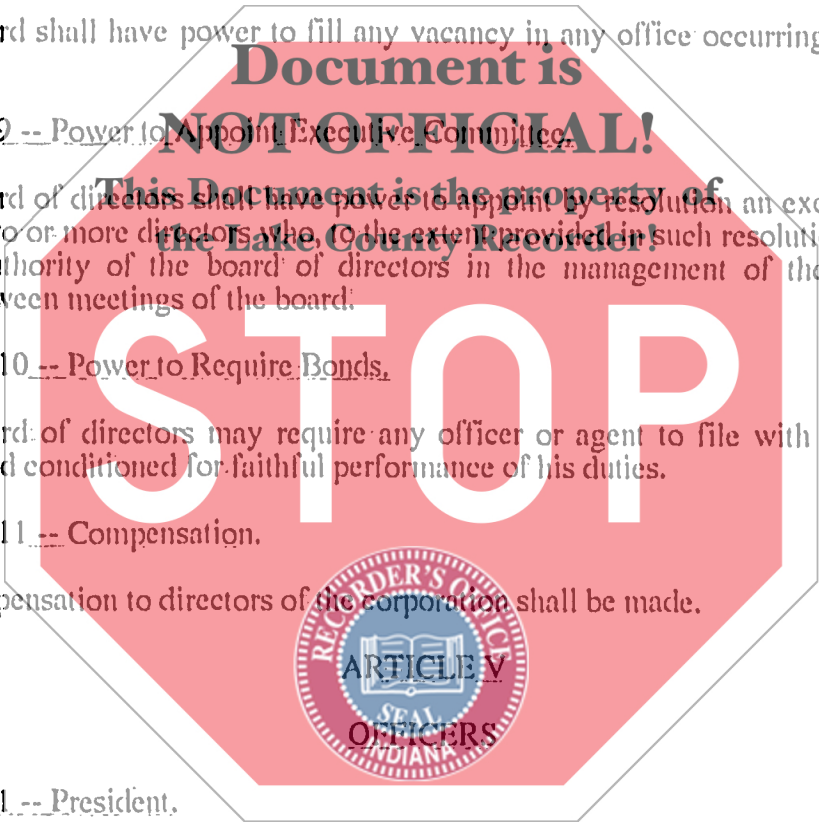 rd shall have power to fill any vacancy in any office occurring
Document is
9 -- Power to Appoint Executive Committee.
NOT OFFICIAL!
This Document is the property of
rd of directors shall have power to appoint by resolution an exc
the Lake County Recorder!
o or more directors who, to the extent provided in such resoluti
thority of the board of directors in the management of the
ween meetings of the board.
STOP
10 -- Power to Require Bonds.
rd of directors may require any officer or agent to file with
d conditioned for faithful performance of his duties.
11 -- Compensation.
pensation to directors of the corporation shall be made.
RECORDER'S OFFICE
ARTICLE V
SEAL
OFFICERS
INDIANA
1 -- President.